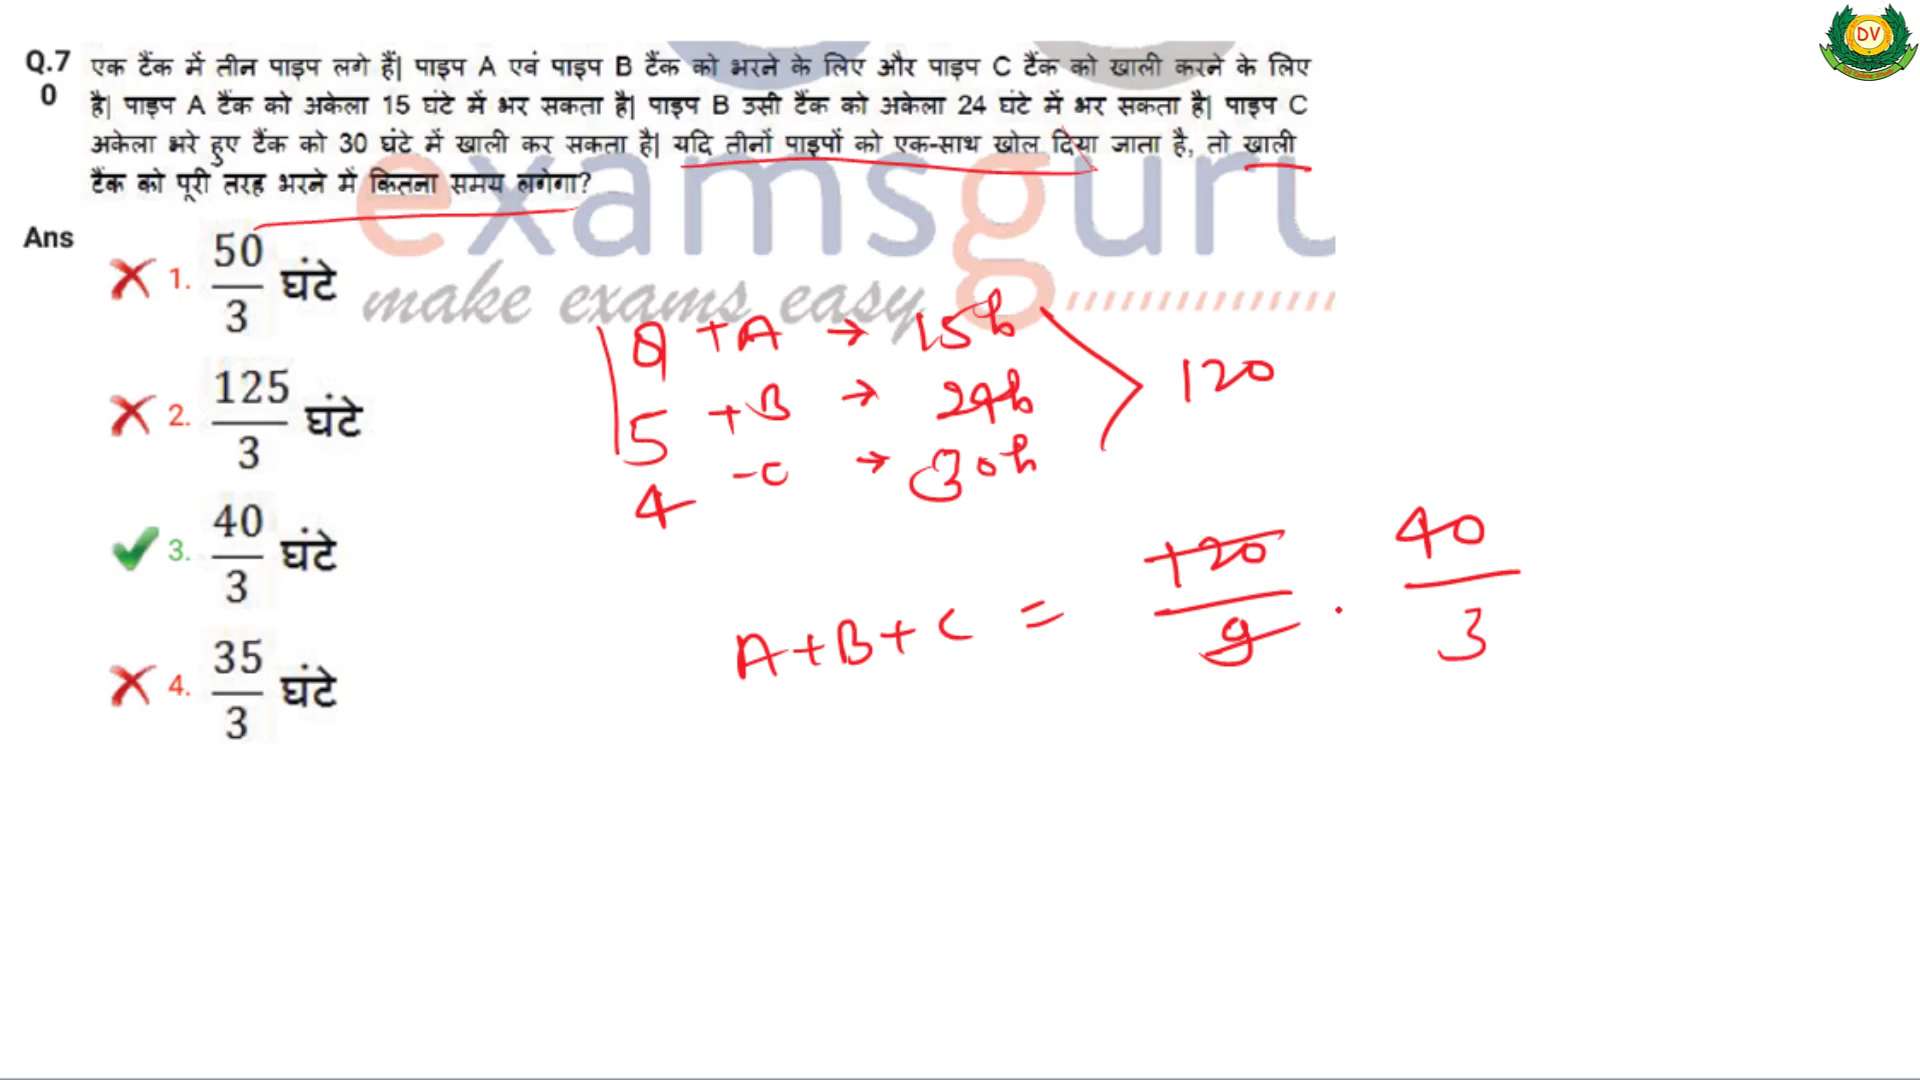 Q.70 एक टैंक में तीन पाइप लगे हैं| पाइप A एवं पाइप B टैंक को भरने के लिए और पाइप C टैंक को खाली करने के लिए
है| पाइप A टैंक को अकेला 15 घंटे में भर सकता है| पाइप B उसी टैंक को अकेला 24 घंटे में भर सकता है| पाइप C
अकेला भरे हुए टैंक को 30 घंटे में खाली कर सकता है| यदि तीनों पाइपों को एक-साथ खोल दिया जाता है, तो खाली
टैंक को पूरी तरह भरने में कितना समय लगेगा?
examsguru
make exams easy
Ans
1. 50/3 घंटे
2. 125/3 घंटे
3. 40/3 घंटे
4. 35/3 घंटे
8 +A → 15h
5 +B → 24h
4 -C → 30h
120
A+B+C = 120/9 . 40/3
DV